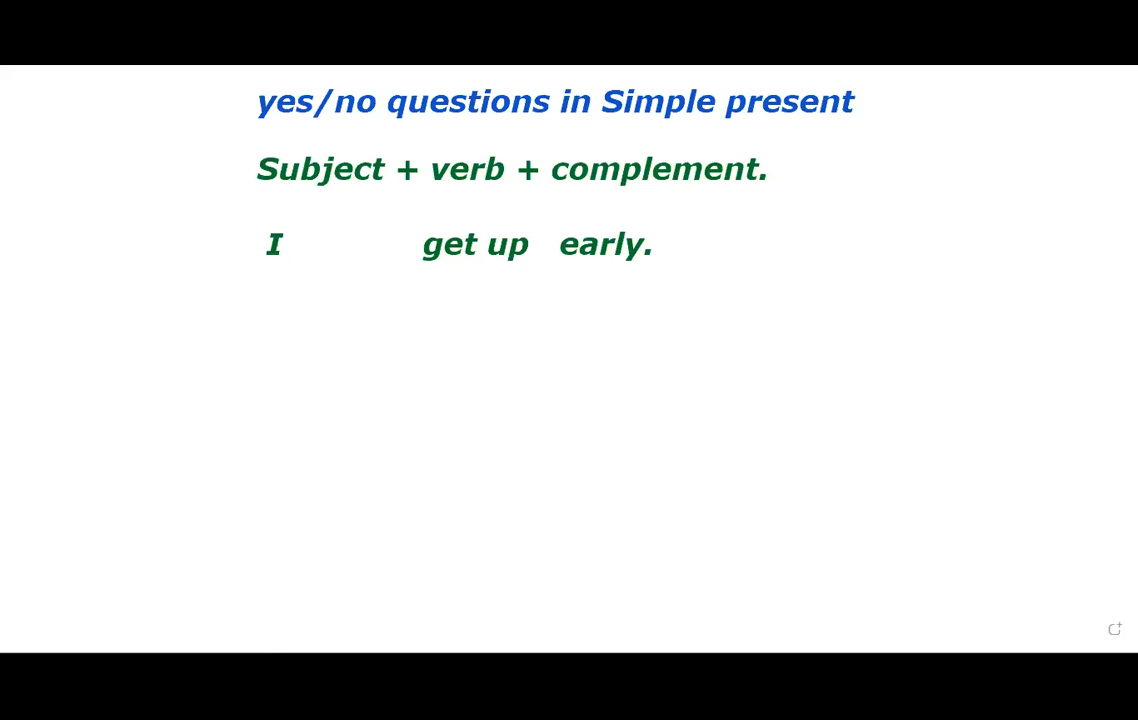 yes/no questions in Simple present
Subject + verb + complement.
I get up early.